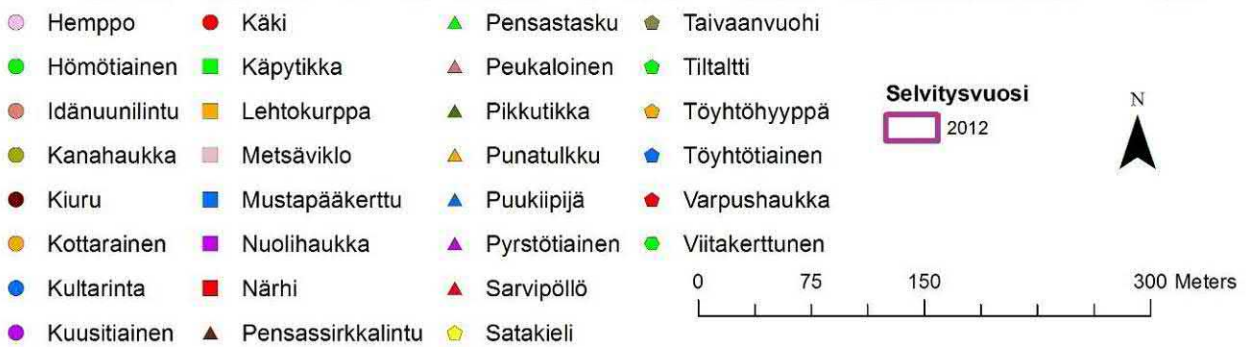 Hemppo
Hömötiainen
Idänuunilintu
Kanahaukka
Kiuru
Kottarainen
Kultarinta
Kuusitiainen
Käki
Käpytikka
Lehtokurppa
Metsäviklo
Mustapääkerttu
Nuolihaukka
Närhi
Pensassirkkalintu
Pensastasku
Peukaloinen
Pikkutikka
Punatulkku
Puukiipijä
Pyrstötiainen
Sarvipöllö
Satakieli
Taivaanvuohi
Tiltaltti
Töyhtöhyyppä
Töyhtötiainen
Varpushaukka
Viitakerttunen
Selvitysvuosi
2012
N
0 75 150 300 Meters